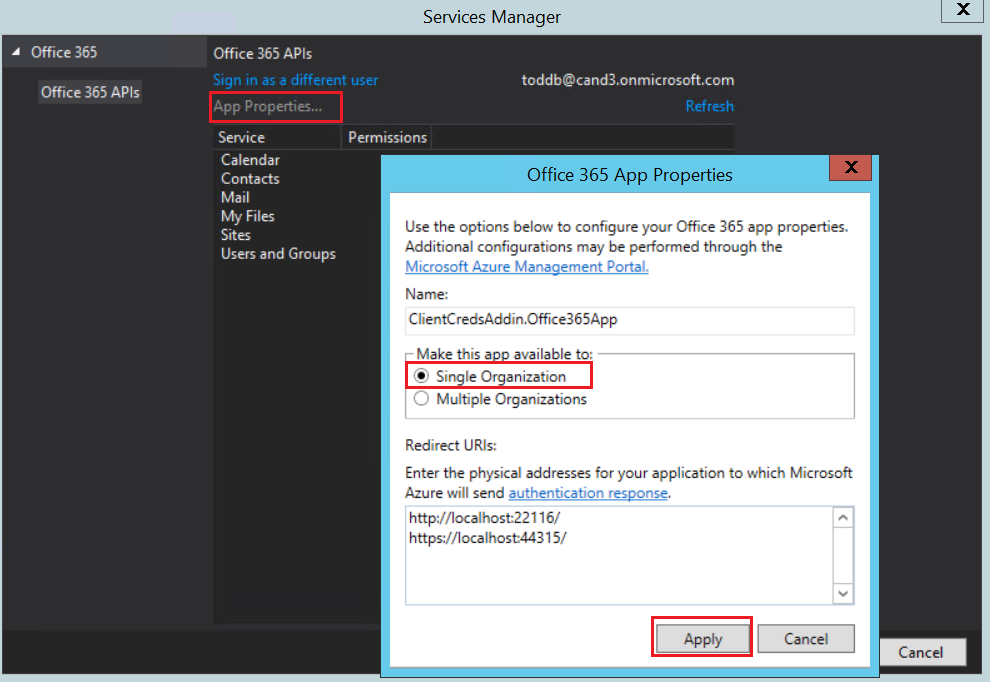 Services Manager
X
Office 365
Office 365 APIs
Office 365 APIs
Sign in as a different user
toddb@cand3.onmicrosoft.com
App Properties...
Refresh
Service
Permissions
Calendar
Contacts
Mail
My Files
Sites
Users and Groups
Office 365 App Properties
X
Use the options below to configure your Office 365 app properties.
Additional configurations may be performed through the
Microsoft Azure Management Portal.
Name:
ClientCredsAddin.Office365App
Make this app available to:
Single Organization
Multiple Organizations
Redirect URIs:
Enter the physical addresses for your application to which Microsoft
Azure will send authentication response.
http://localhost:22116/
https://localhost:44315/
Apply
Cancel
Cancel